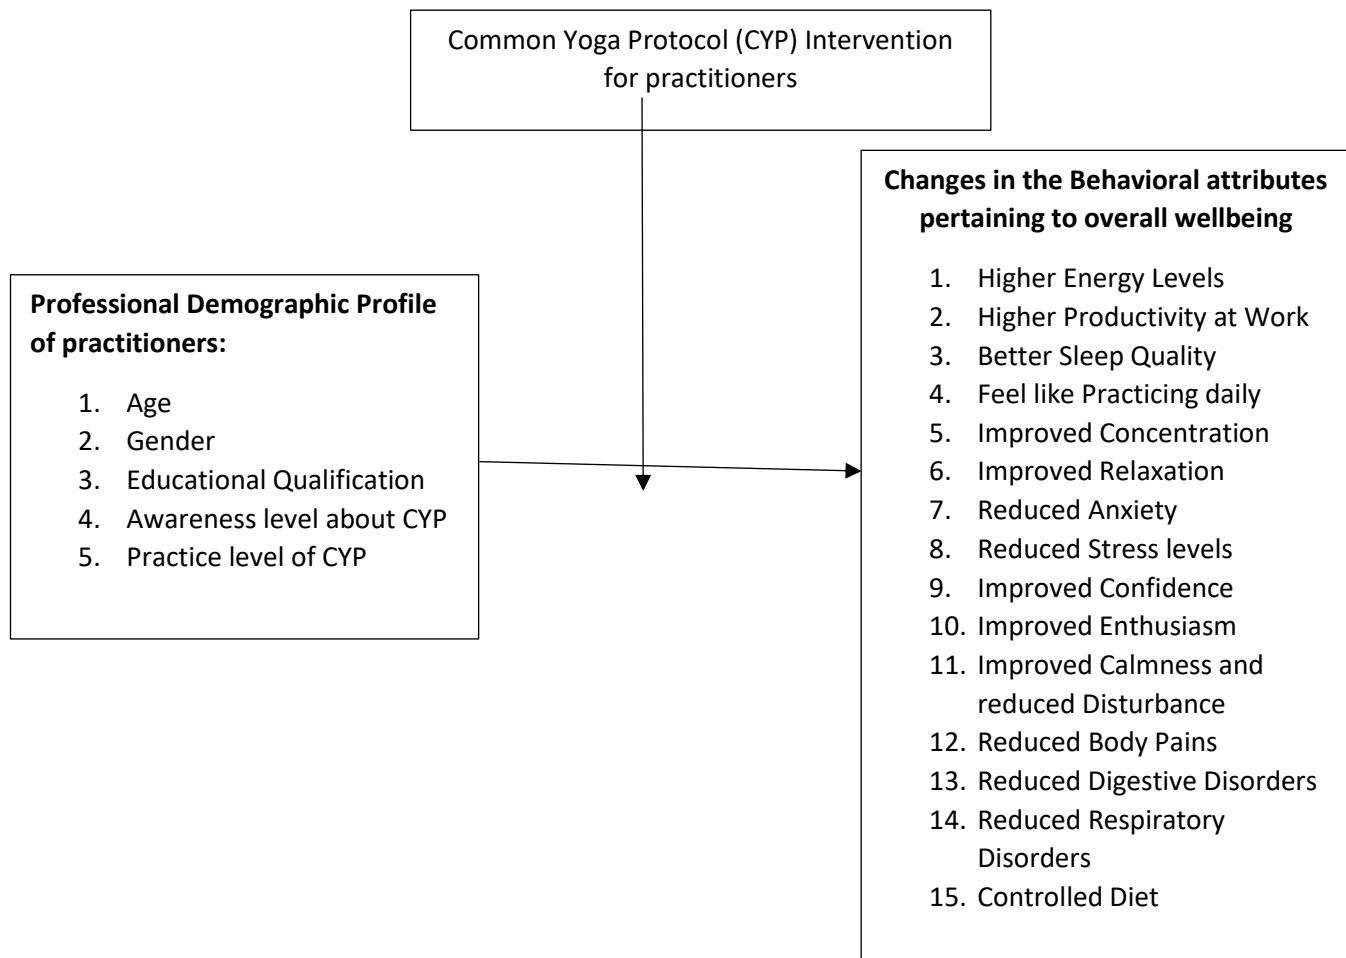 Common Yoga Protocol (CYP) Intervention
for practitioners
Professional Demographic Profile
of practitioners:
1. Age
2. Gender
3. Educational Qualification
4. Awareness level about CYP
5. Practice level of CYP
Changes in the Behavioral attributes
pertaining to overall wellbeing
1. Higher Energy Levels
2. Higher Productivity at Work
3. Better Sleep Quality
4. Feel like Practicing daily
5. Improved Concentration
6. Improved Relaxation
7. Reduced Anxiety
8. Reduced Stress levels
9. Improved Confidence
10. Improved Enthusiasm
11. Improved Calmness and
reduced Disturbance
12. Reduced Body Pains
13. Reduced Digestive Disorders
14. Reduced Respiratory
Disorders
15. Controlled Diet